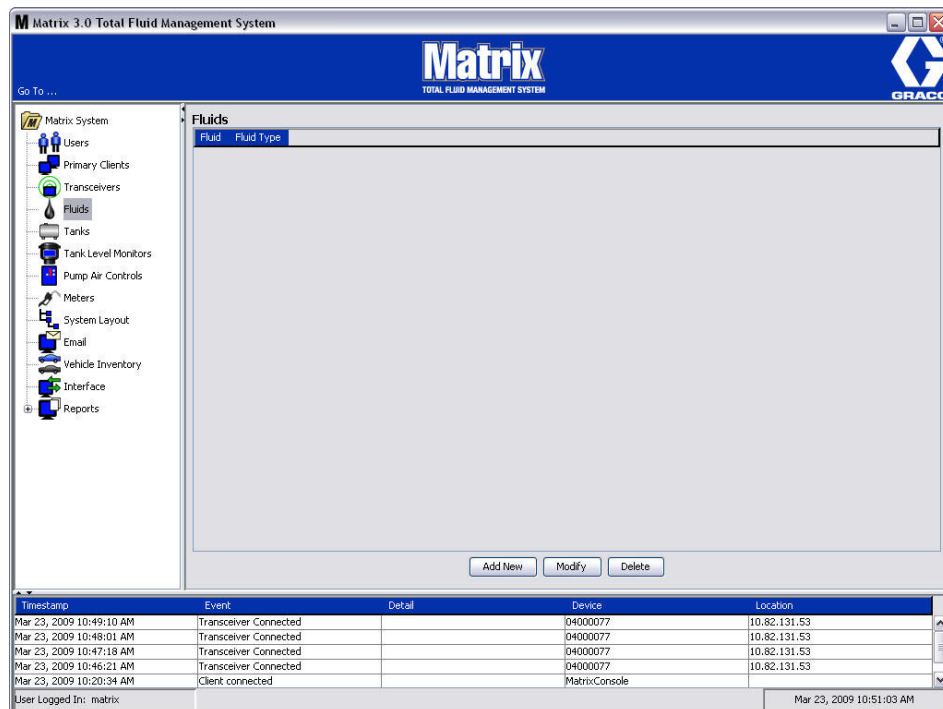 M Matrix 3.0 Total Fluid Management System
Matrix
TOTAL FLUID MANAGEMENT SYSTEM
GRACO
Go To ...
Matrix System
Users
Primary Clients
Transceivers
Fluids
Tanks
Tank Level Monitors
Pump Air Controls
Meters
System Layout
Email
Vehicle Inventory
Interface
Reports
Fluids
Fluid Fluid Type
Add New Modify Delete
Timestamp Event Detail Device Location
Mar 23, 2009 10:49:10 AM Transceiver Connected 04000077 10.82.131.53
Mar 23, 2009 10:48:01 AM Transceiver Connected 04000077 10.82.131.53
Mar 23, 2009 10:47:18 AM Transceiver Connected 04000077 10.82.131.53
Mar 23, 2009 10:46:21 AM Transceiver Connected 04000077 10.82.131.53
Mar 23, 2009 10:20:34 AM Client connected MatrixConsole
User Logged In: matrix Mar 23, 2009 10:51:03 AM